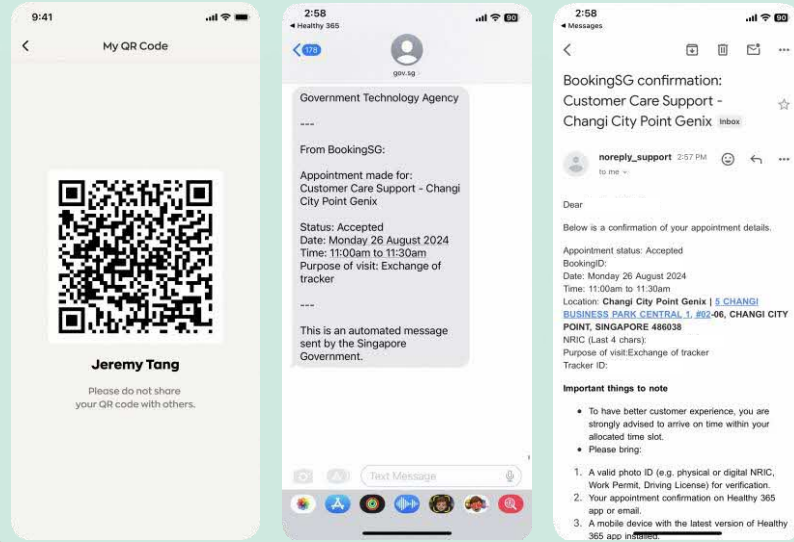 9:41
My QR Code
Jeremy Tang
Please do not share
your QR code with others.
2:58
Healthy 365
90
178
gov.sg
Government Technology Agency
---
From BookingSG:
Appointment made for:
Customer Care Support - Changi
City Point Genix
Status: Accepted
Date: Monday 26 August 2024
Time: 11:00am to 11:30am
Purpose of visit: Exchange of
tracker
---
This is an automated message
sent by the Singapore
Government.
Text Message
2:58
Messages
90
BookingSG confirmation:
Customer Care Support -
Changi City Point Genix Inbox
noreply_support 2:57 PM
to me
Dear
Below is a confirmation of your appointment details.
Appointment status: Accepted
BookingID:
Date: Monday 26 August 2024
Time: 11:00am to 11:30am
Location: Changi City Point Genix | 5 CHANGI
BUSINESS PARK CENTRAL 1, #02-06, CHANGI CITY
POINT, SINGAPORE 486038
NRIC (Last 4 chars):
Purpose of visit:Exchange of tracker
Tracker ID:
Important things to note
• To have better customer experience, you are
strongly advised to arrive on time within your
allocated time slot.
• Please bring:
1. A valid photo ID (e.g. physical or digital NRIC,
Work Permit, Driving License) for verification.
2. Your appointment confirmation on Healthy 365
app or email.
3. A mobile device with the latest version of Healthy
365 app installed.